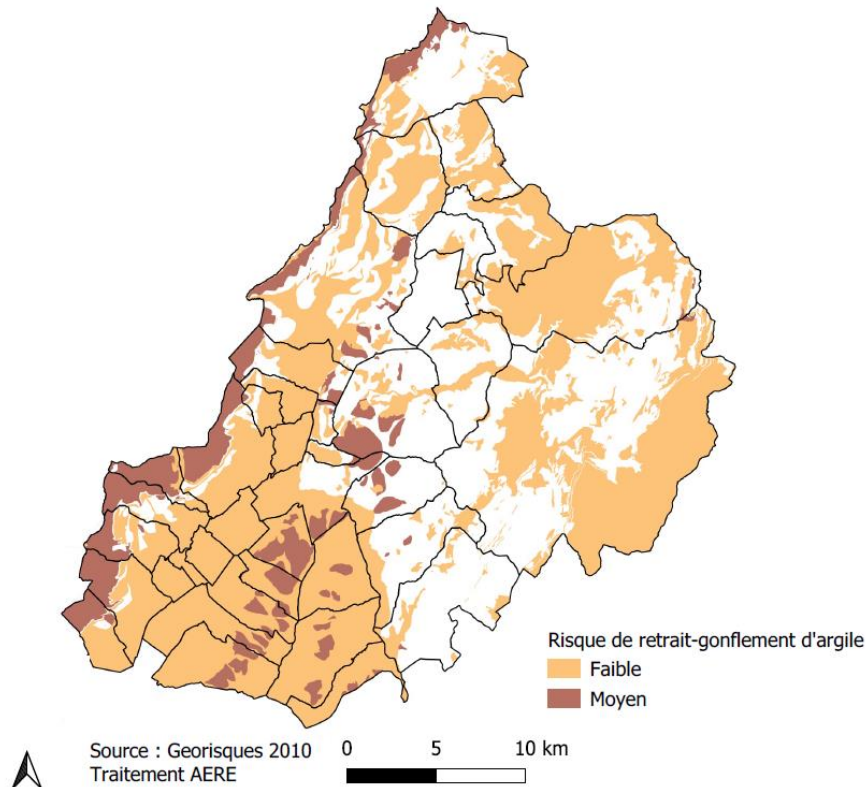 Risque de retrait-gonflement d'argile
Faible
Moyen
Source : Georisques 2010
Traitement AERE
0 5 10 km